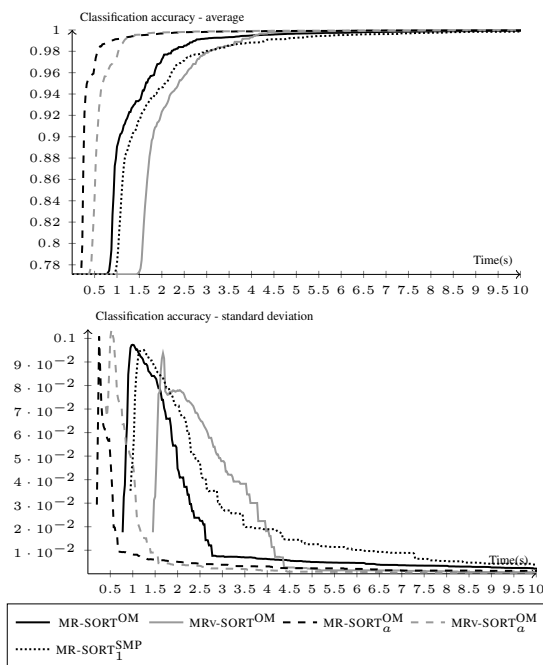 Classification accuracy - average
1
0.98
0.96
0.94
0.92
0.9
0.88
0.86
0.84
0.82
0.8
0.78
Time(s)
0.5 1 1.5 2 2.5 3 3.5 4 4.5 5 5.5 6 6.5 7 7.5 8 8.5 9 9.5 10
Classification accuracy - standard deviation
0.1
9 · 10−2
8 · 10−2
7 · 10−2
6 · 10−2
5 · 10−2
4 · 10−2
3 · 10−2
2 · 10−2
1 · 10−2
Time(s)
0.5 1 1.5 2 2.5 3 3.5 4 4.5 5 5.5 6 6.5 7 7.5 8 8.5 9 9.5 10
MR-SORT^OM MRv-SORT^OM MR-SORT_a^OM MRv-SORT_a^OM
MR-SORT_1^SMP